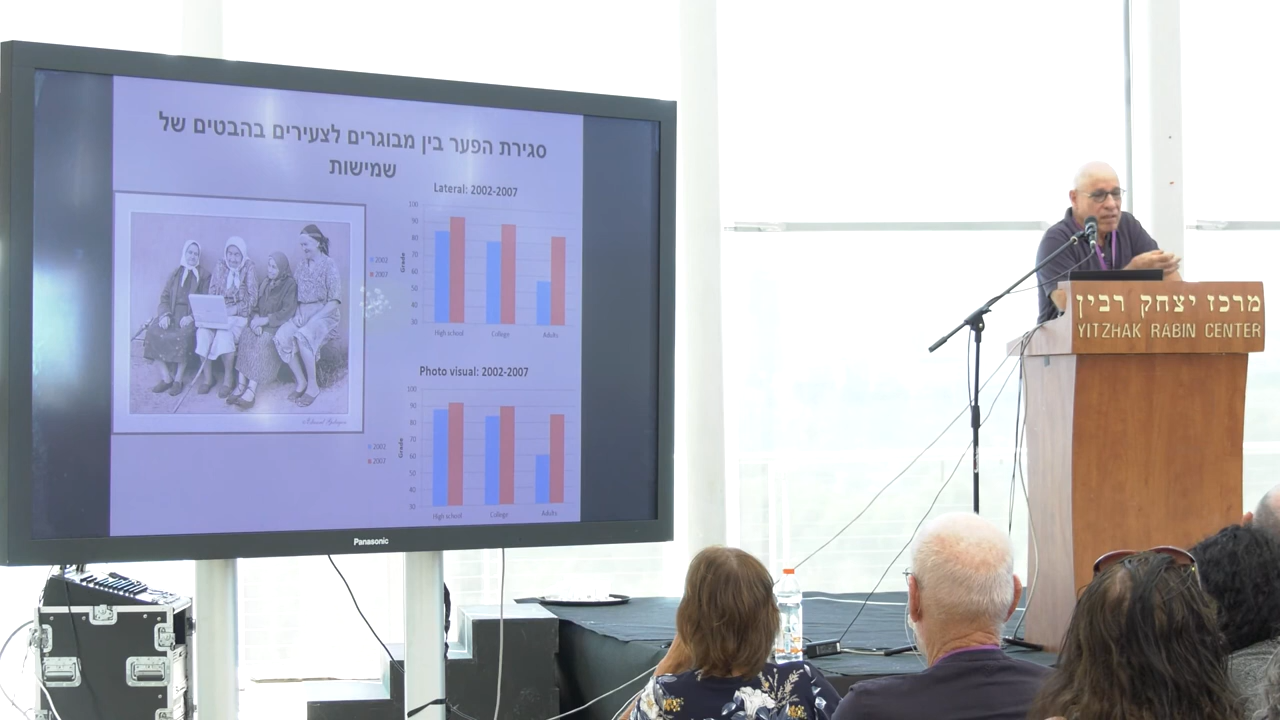 סגירת הפער בין מבוגרים לצעירים בהבטים של
שמישות
Lateral: 2002-2007
100
90
80
70
60
50
40
30
Grade
2002
2007
High school
College
Adults
Photo visual: 2002-2007
100
90
80
70
60
50
40
30
Grade
2002
2007
High school
College
Adults
Panasonic
מרכז יצחק רבין
YITZHAK RABIN CENTER